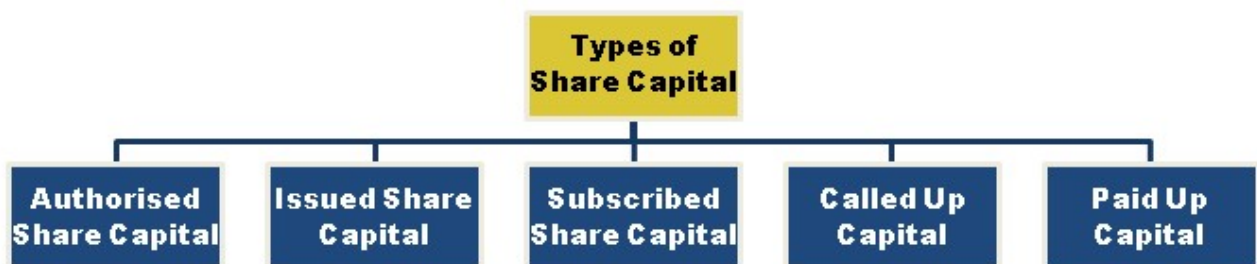 Types of
Share Capital
Authorised
Share Capital
Issued Share
Capital
Subscribed
Share Capital
Called Up
Capital
Paid Up
Capital